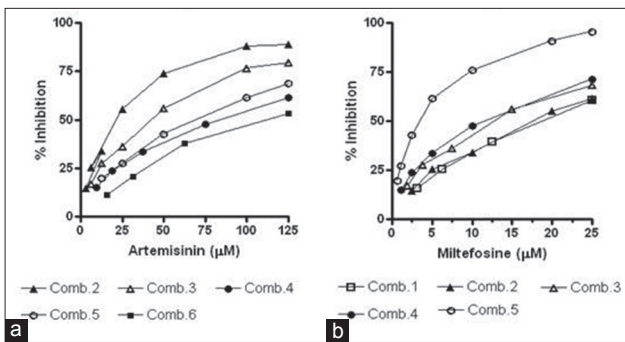 100
75
50
25
0
% Inhibition
0 25 50 75 100 125
Artemisinin (µM)
Comb.2 Comb.3 Comb.4
Comb.5 Comb.6
a
100
75
50
25
0
% Inhibition
0 5 10 15 20 25
Miltefosine (µM)
Comb.1 Comb.2 Comb.3
Comb.4 Comb.5
b